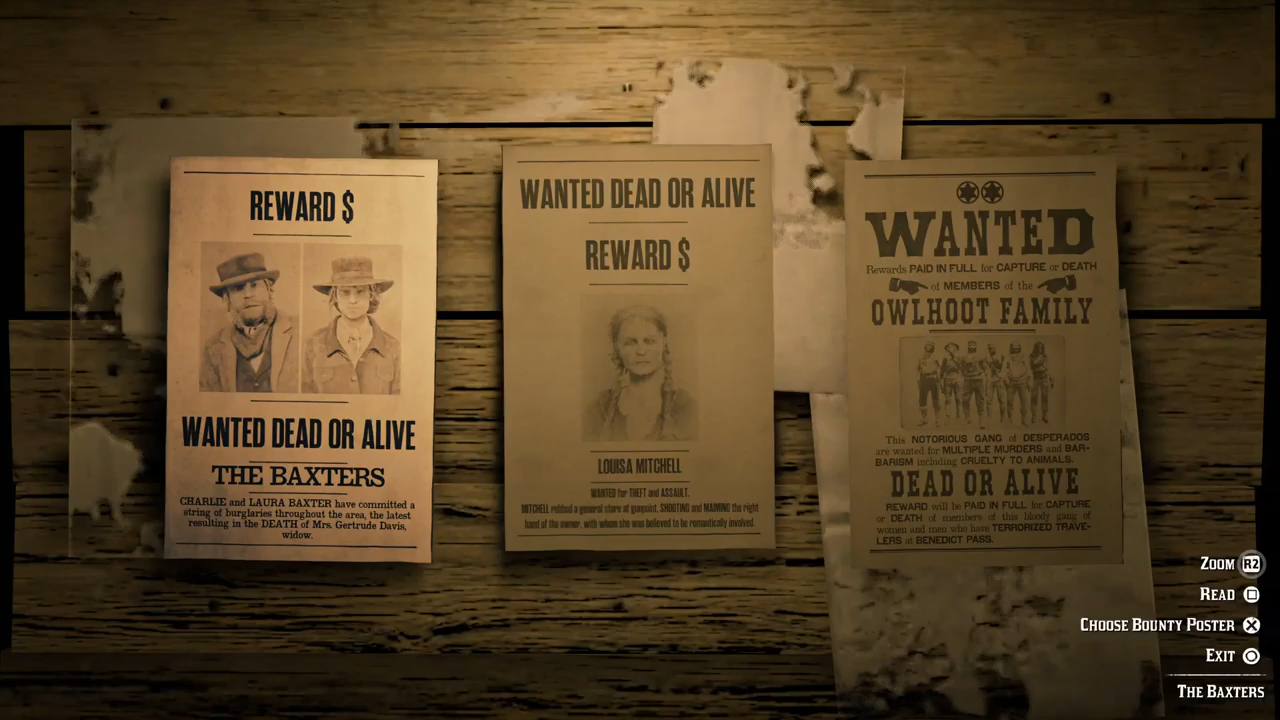 REWARD $
WANTED DEAD OR ALIVE
THE BAXTERS
CHARLIE and LAURA BAXTER have committed a
string of burglaries throughout the area, the latest
resulting in the DEATH of Mrs. Gertrude Davis,
widow.
WANTED DEAD OR ALIVE
REWARD $
LOUISA MITCHELL
WANTED for THEFT and ASSAULT.
MITCHELL robbed a general store at gunpoint, SHOOTING and MAIMING the right
hand of the owner, with whom she was believed to be romantically involved.
WANTED
Rewards PAID IN FULL for CAPTURE or DEATH
of MEMBERS of the
OWLHOOT FAMILY
This NOTORIOUS GANG of DESPERADOS
are wanted for MULTIPLE MURDERS and BAR-
BARISM including CRUELTY TO ANIMALS.
DEAD OR ALIVE
REWARD will be PAID IN FULL for CAPTURE
or DEATH of members of this bloody gang of
women and men who have TERRORIZED TRAVE-
LERS at BENEDICT PASS.
ZOOM R2
READ
CHOOSE BOUNTY POSTER
EXIT
THE BAXTERS